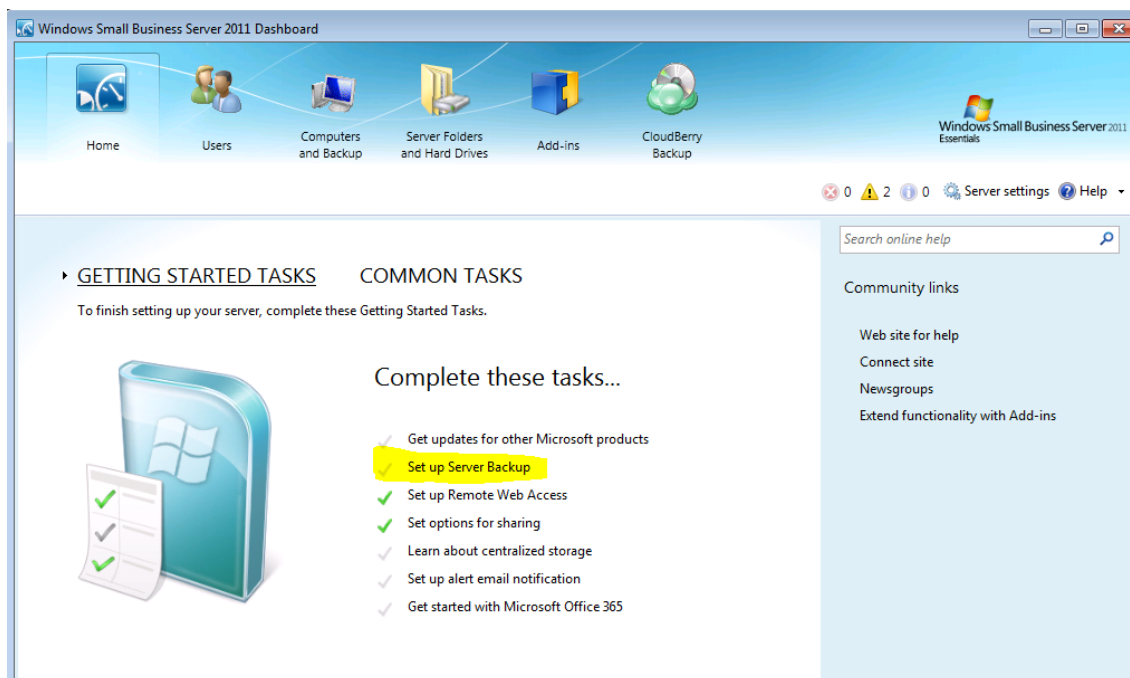 Windows Small Business Server 2011 Dashboard
Home
Users
Computers
and Backup
Server Folders
and Hard Drives
Add-ins
CloudBerry
Backup
Windows Small Business Server 2011
Essentials
0 2 0 Server settings Help
Search online help
GETTING STARTED TASKS COMMON TASKS
To finish setting up your server, complete these Getting Started Tasks.
Complete these tasks...
Get updates for other Microsoft products
Set up Server Backup
Set up Remote Web Access
Set options for sharing
Learn about centralized storage
Set up alert email notification
Get started with Microsoft Office 365
Community links
Web site for help
Connect site
Newsgroups
Extend functionality with Add-ins